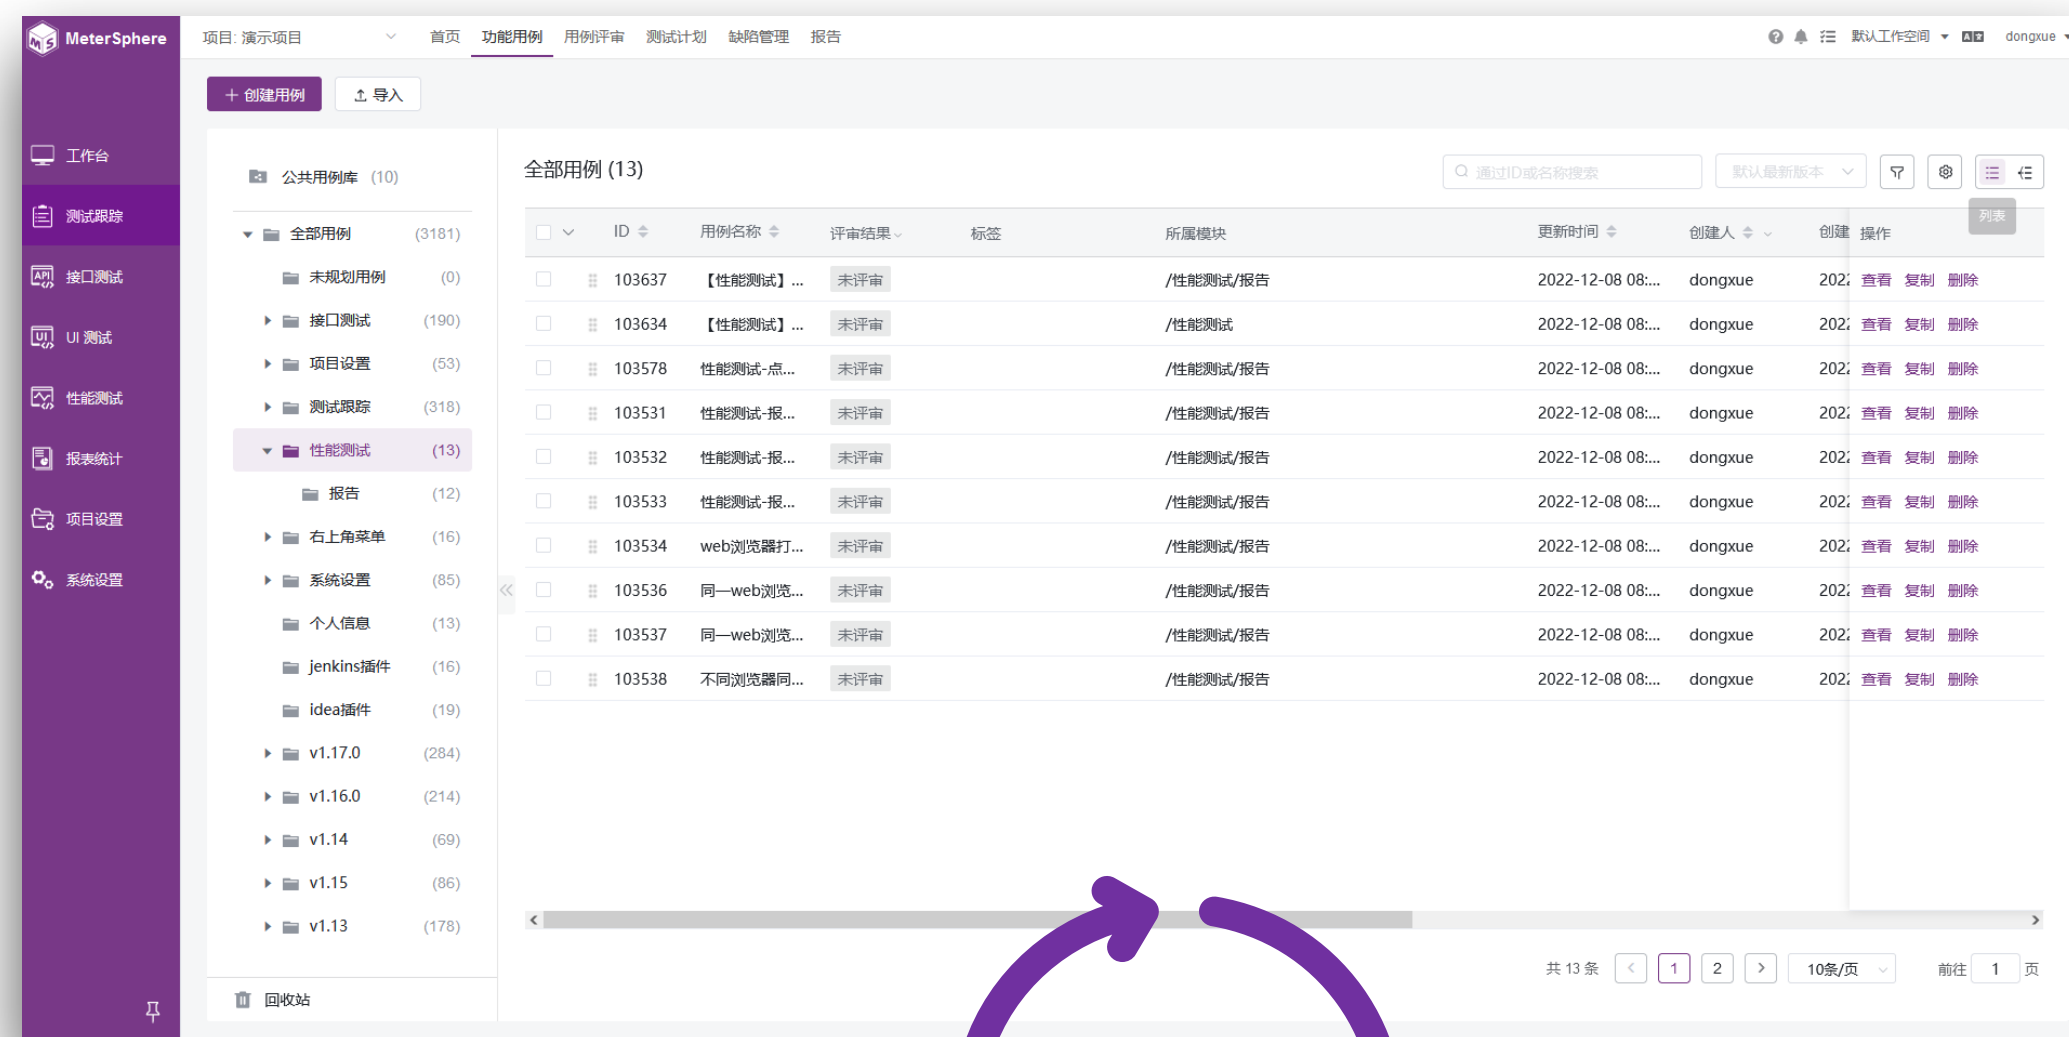 MeterSphere
项目: 演示项目 首页 功能用例 用例评审 测试计划 缺陷管理 报告 默认工作空间 dongxue
创建用例 导入
工作台
测试跟踪
接口测试
UI 测试
性能测试
报表统计
项目设置
系统设置
公共用例库 (10)
全部用例 (3181)
未规划用例 (0)
接口测试 (190)
项目设置 (53)
测试跟踪 (318)
性能测试 (13)
报告 (12)
右上角菜单 (16)
系统设置 (85)
个人信息 (13)
jenkins插件 (16)
idea插件 (19)
v1.17.0 (284)
v1.16.0 (214)
v1.14 (69)
v1.15 (86)
v1.13 (178)
回收站
全部用例 (13) 通过ID或名称搜索 默认最新版本
列表
ID 用例名称 评审结果 标签 所属模块 更新时间 创建人 创建 操作
103637 【性能测试】... 未评审 /性能测试/报告 2022-12-08 08:... dongxue 2022 查看 复制 删除
103634 【性能测试】... 未评审 /性能测试 2022-12-08 08:... dongxue 2022 查看 复制 删除
103578 性能测试-点... 未评审 /性能测试/报告 2022-12-08 08:... dongxue 2022 查看 复制 删除
103531 性能测试-报... 未评审 /性能测试/报告 2022-12-08 08:... dongxue 2022 查看 复制 删除
103532 性能测试-报... 未评审 /性能测试/报告 2022-12-08 08:... dongxue 2022 查看 复制 删除
103533 性能测试-报... 未评审 /性能测试/报告 2022-12-08 08:... dongxue 2022 查看 复制 删除
103534 web浏览器打... 未评审 /性能测试/报告 2022-12-08 08:... dongxue 2022 查看 复制 删除
103536 同一web浏览... 未评审 /性能测试/报告 2022-12-08 08:... dongxue 2022 查看 复制 删除
103537 同一web浏览... 未评审 /性能测试/报告 2022-12-08 08:... dongxue 2022 查看 复制 删除
103538 不同浏览器同... 未评审 /性能测试/报告 2022-12-08 08:... dongxue 2022 查看 复制 删除
共 13 条 1 2 10条/页 前往 1 页